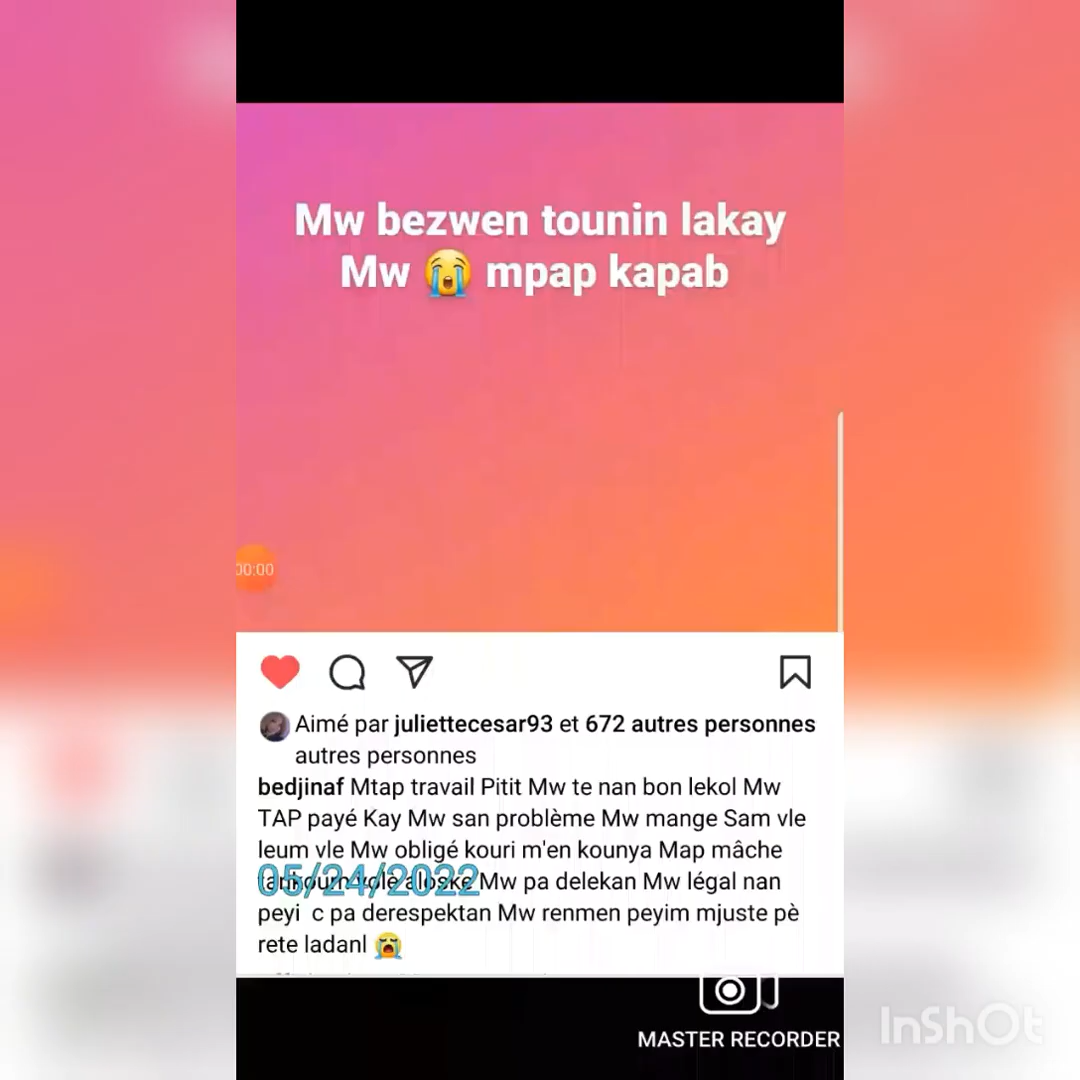 Mw bezwen tounin lakay
Mw 😭 mpap kapab
00:00
Aimé par juliettecesar93 et 672 autres personnes
autres personnes
bedjinaf Mtap travail Pitit Mw te nan bon lekol Mw
TAP payé Kay Mw san problème Mw mange Sam vle
leum vle Mw obligé kouri m'en kounya Map mâche
05/24/2022
Mw pa delekan Mw légal nan
peyi c pa derespektan Mw renmen peyim mjuste pè
rete ladanl 😭
MASTER RECORDER
InShOt